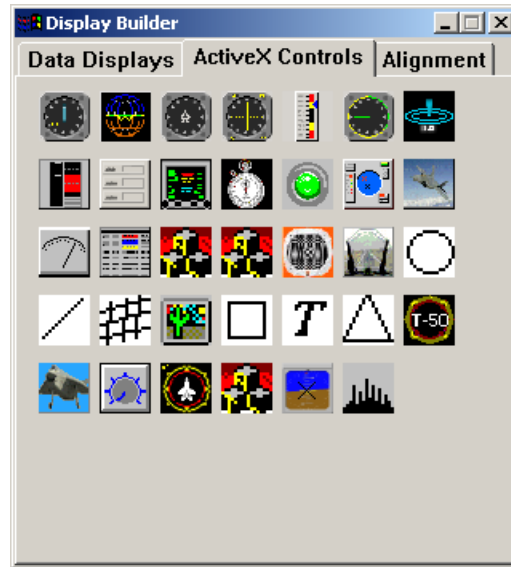 Display Builder
Data Displays ActiveX Controls Alignment
T
T-50